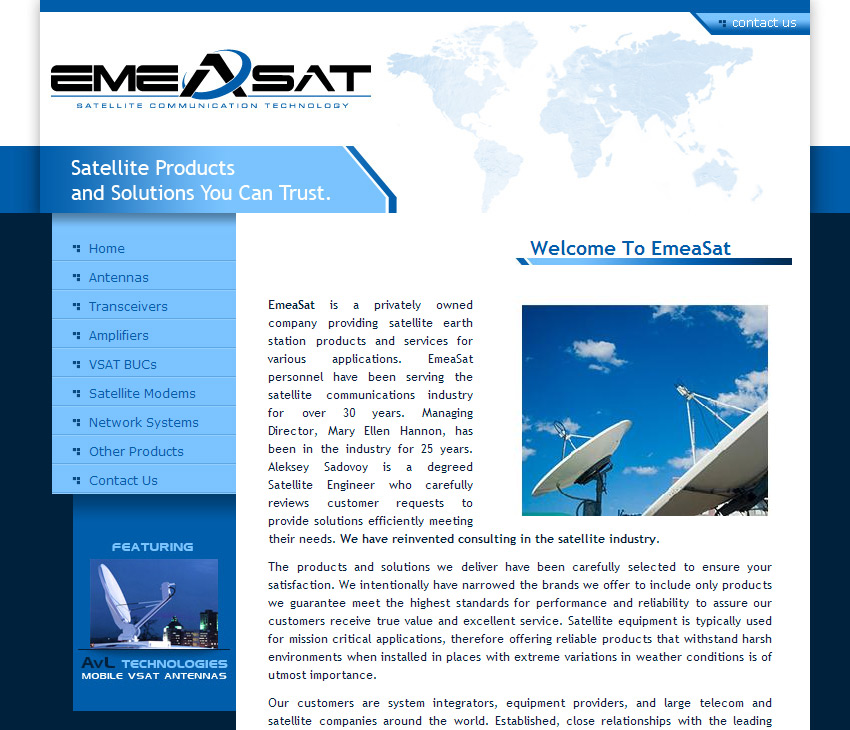 contact us
EMEASAT
SATELLITE COMMUNICATION TECHNOLOGY
Satellite Products
and Solutions You Can Trust.
Home
Antennas
Transceivers
Amplifiers
VSAT BUCs
Satellite Modems
Network Systems
Other Products
Contact Us
FEATURING
AvL TECHNOLOGIES
MOBILE VSAT ANTENNAS
Welcome To EmeaSat
EmeaSat is a privately owned
company providing satellite earth
station products and services for
various applications. EmeaSat
personnel have been serving the
satellite communications industry
for over 30 years. Managing
Director, Mary Ellen Hannon, has
been in the industry for 25 years.
Aleksey Sadovoy is a degreed
Satellite Engineer who carefully
reviews customer requests to
provide solutions efficiently meeting
their needs. We have reinvented consulting in the satellite industry.
The products and solutions we deliver have been carefully selected to ensure your
satisfaction. We intentionally have narrowed the brands we offer to include only products
we guarantee meet the highest standards for performance and reliability to assure our
customers receive true value and excellent service. Satellite equipment is typically used
for mission critical applications, therefore offering reliable products that withstand harsh
environments when installed in places with extreme variations in weather conditions is of
utmost importance.
Our customers are system integrators, equipment providers, and large telecom and
satellite companies around the world. Established, close relationships with the leading